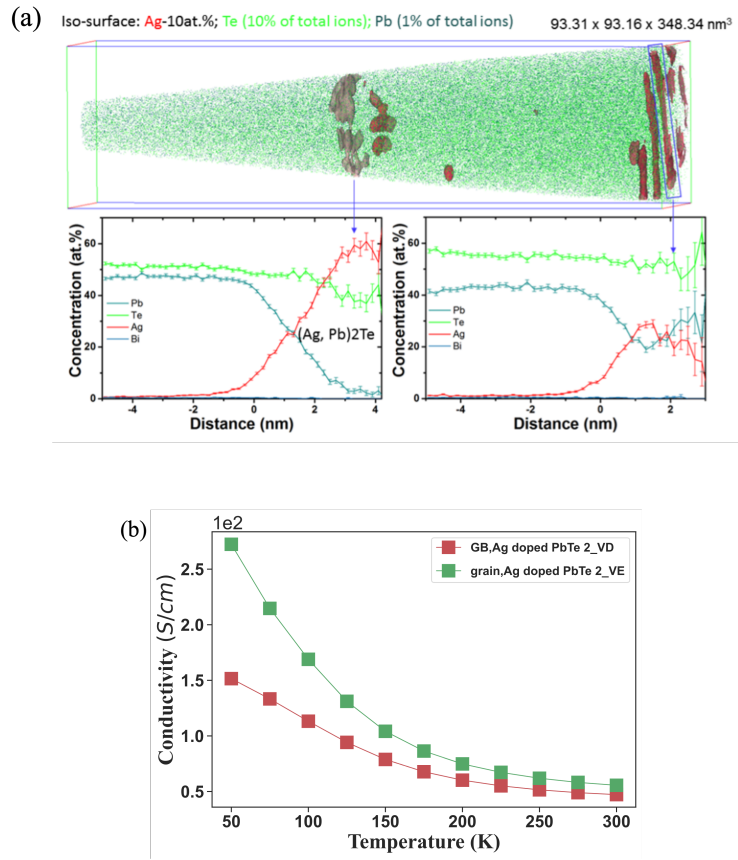 (a)
Iso-surface: Ag-10at.%; Te (10% of total ions); Pb (1% of total ions)
93.31 x 93.16 x 348.34 nm³
Concentration (at.%)
60
40
20
0
Pb
Te
Ag
Bi
(Ag, Pb)2Te
-4 -2 0 2 4
Distance (nm)
Concentration (at.%)
60
40
20
0
Pb
Te
Ag
Bi
-4 -2 0 2
Distance (nm)
(b)
1e2
Conductivity (S/cm)
2.5
2.0
1.5
1.0
0.5
GB,Ag doped PbTe 2_VD
grain,Ag doped PbTe 2_VE
50 100 150 200 250 300
Temperature (K)